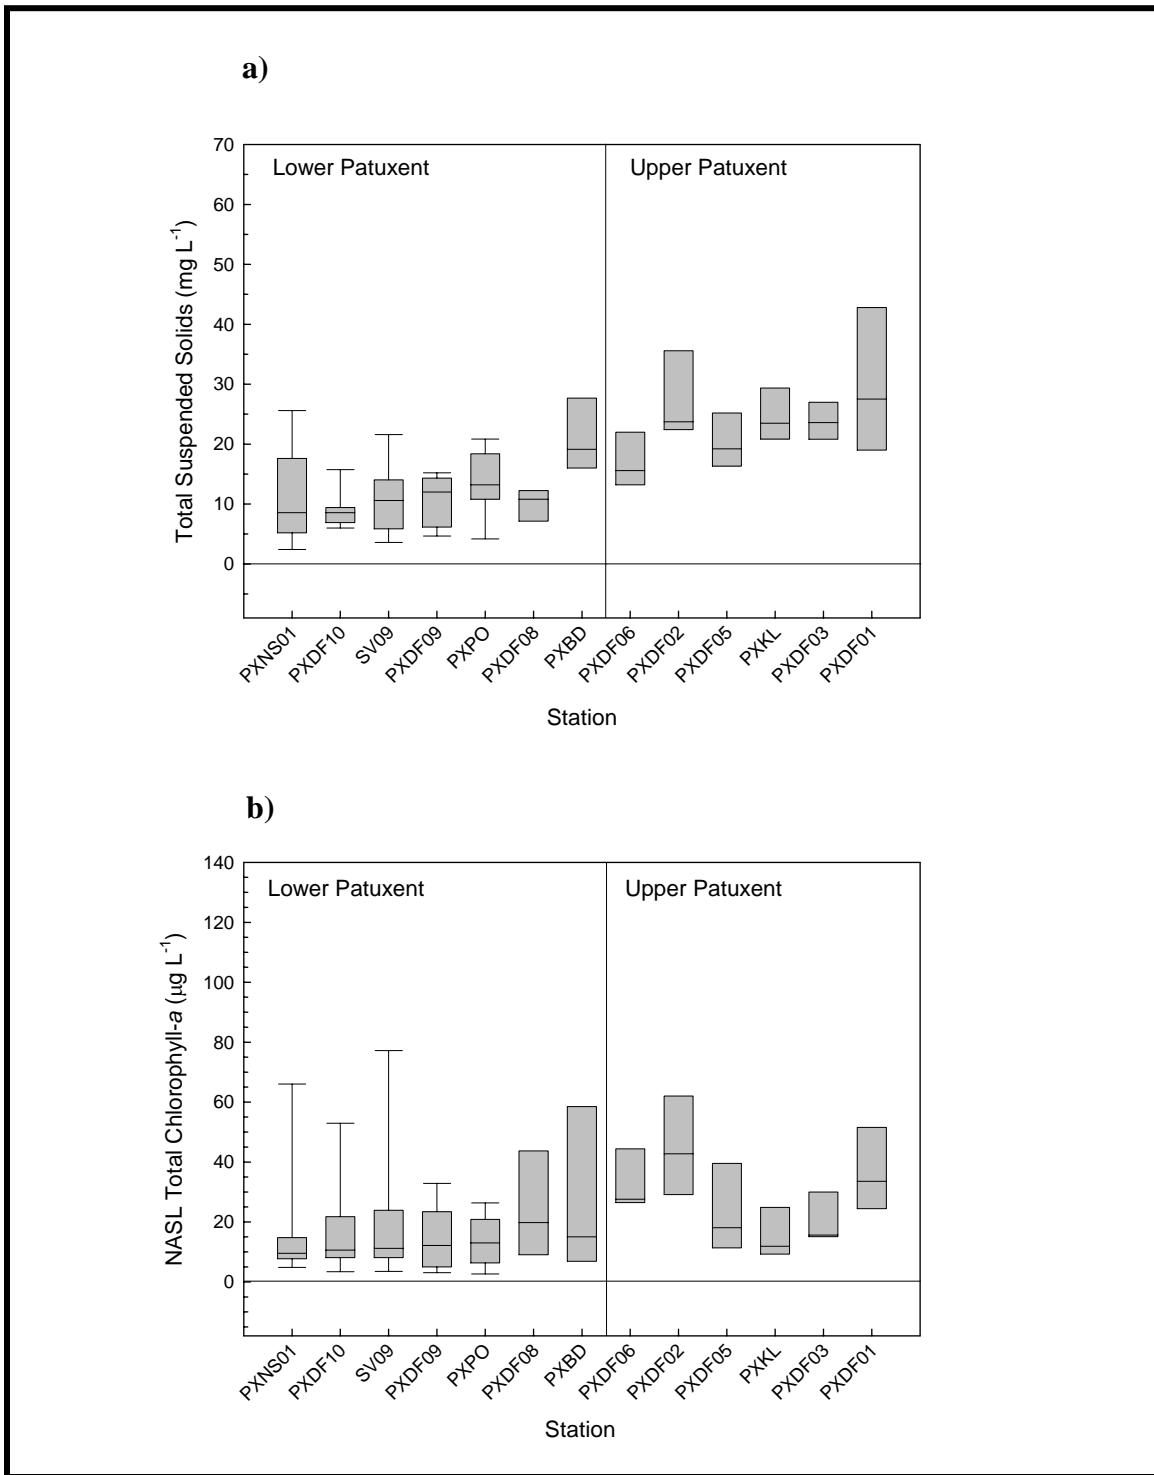 a)
70
60
50
40
30
20
10
0
Total Suspended Solids (mg L⁻¹)
Lower Patuxent
Upper Patuxent
PXNS01
PXDF10
SV09
PXDF09
PXPO
PXDF08
PXBD
PXDF06
PXDF02
PXDF05
PXKL
PXDF03
PXDF01
Station
b)
140
120
100
80
60
40
20
0
NASL Total Chlorophyll-a (µg L⁻¹)
Lower Patuxent
Upper Patuxent
PXNS01
PXDF10
SV09
PXDF09
PXPO
PXDF08
PXBD
PXDF06
PXDF02
PXDF05
PXKL
PXDF03
PXDF01
Station